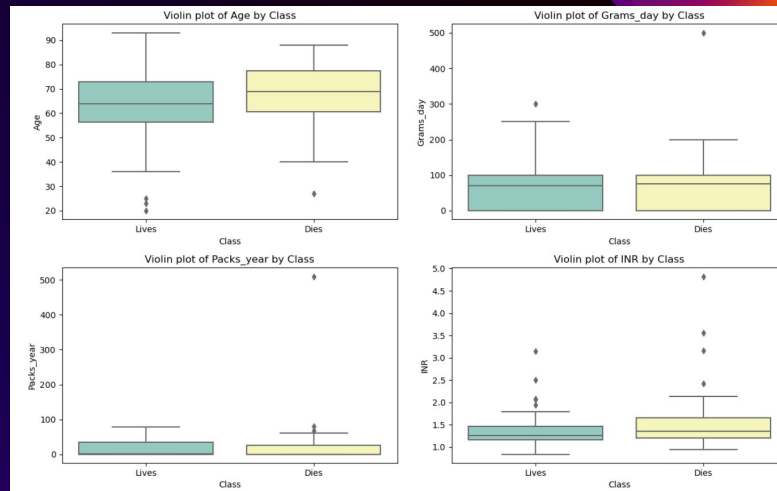 Violin plot of Age by Class
90
80
70
60
50
40
30
20
Age
Lives
Dies
Class
Violin plot of Grams_day by Class
500
400
300
200
100
0
Grams_day
Lives
Dies
Class
Violin plot of Packs_year by Class
500
400
300
200
100
0
Packs_year
Lives
Dies
Class
Violin plot of INR by Class
5.0
4.5
4.0
3.5
3.0
2.5
2.0
1.5
1.0
INR
Lives
Dies
Class